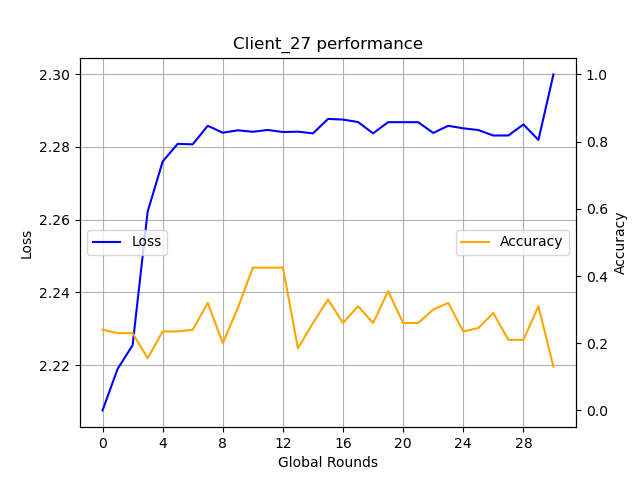 Client_27 performance
2.30
2.28
2.26
2.24
2.22
Loss
1.0
0.8
0.6
0.4
0.2
0.0
Accuracy
Loss
Accuracy
0 4 8 12 16 20 24 28
Global Rounds